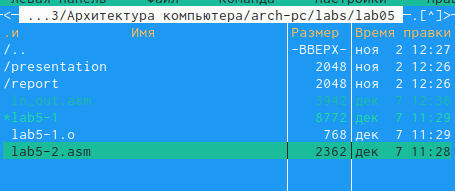 левая панель Файл Команда Настройки
<— ...3/Архитектура компьютера/arch-pc/labs/lab05 —.[^]>
.и Имя Размер Время правки
/.. -ВВЕРХ- ноя 2 12:27
/presentation 2048 ноя 2 12:26
/report 2048 ноя 2 12:26
in_out.asm 3942 дек 7 12:36
*lab5-1 8772 дек 7 11:29
lab5-1.o 768 дек 7 11:29
lab5-2.asm 2362 дек 7 11:28